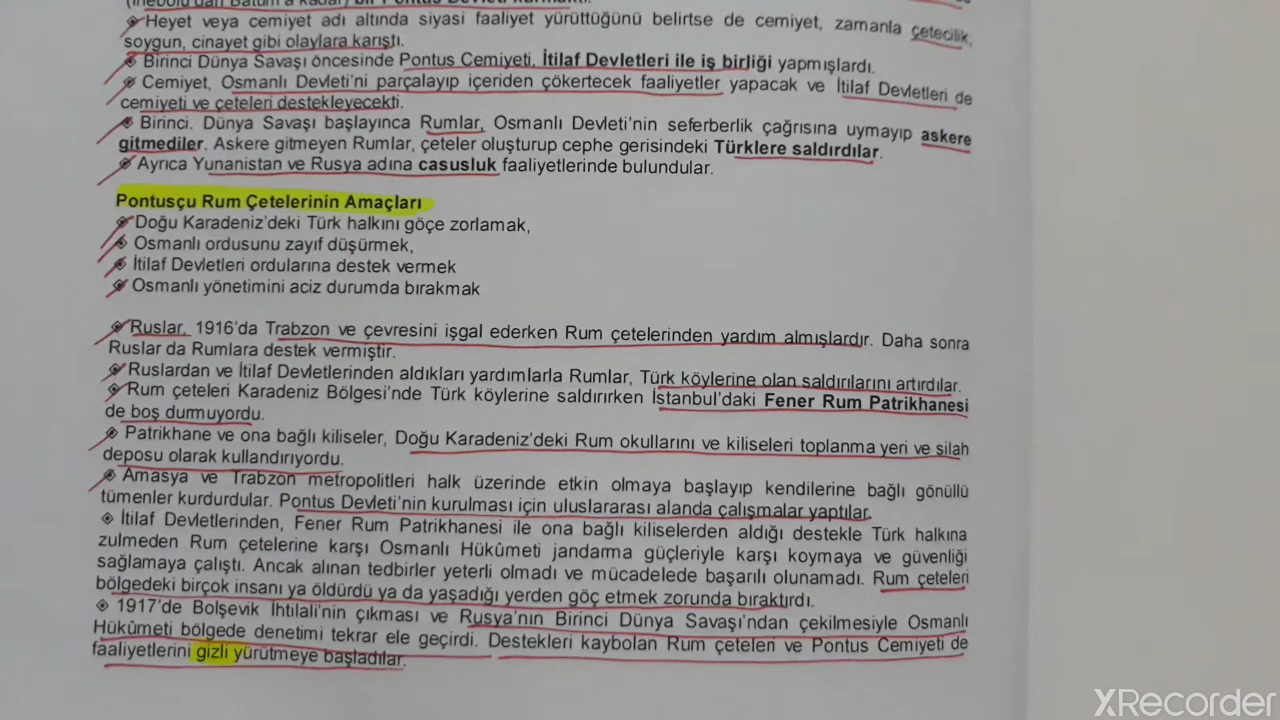 (İnebolu'dan Batum'a kadar) bir Pontus Devleti kurmaktı.
Heyet veya cemiyet adı altında siyasi faaliyet yürüttüğünü belirtse de cemiyet, zamanla çetecilik,
soygun, cinayet gibi olaylara karıştı.
Birinci Dünya Savaşı öncesinde Pontus Cemiyeti, İtilaf Devletleri ile iş birliği yapmışlardı.
Cemiyet, Osmanlı Devleti'ni parçalayıp içeriden çökertecek faaliyetler yapacak ve İtilaf Devletleri de
cemiyeti ve çeteleri destekleyecekti.
Birinci. Dünya Savaşı başlayınca Rumlar, Osmanlı Devleti'nin seferberlik çağrısına uymayıp askere
gitmediler. Askere gitmeyen Rumlar, çeteler oluşturup cephe gerisindeki Türklere saldırdılar.
Ayrıca Yunanistan ve Rusya adına casusluk faaliyetlerinde bulundular.
Pontusçu Rum Çetelerinin Amaçları
Doğu Karadeniz'deki Türk halkını göçe zorlamak,
Osmanlı ordusunu zayıf düşürmek,
İtilaf Devletleri ordularına destek vermek
Osmanlı yönetimini aciz durumda bırakmak
Ruslar, 1916'da Trabzon ve çevresini işgal ederken Rum çetelerinden yardım almışlardır. Daha sonra
Ruslar da Rumlara destek vermiştir.
Ruslardan ve İtilaf Devletlerinden aldıkları yardımlarla Rumlar, Türk köylerine olan saldırılarını artırdılar.
Rum çeteleri Karadeniz Bölgesi'nde Türk köylerine saldırırken İstanbul'daki Fener Rum Patrikhanesi
de boş durmuyordu.
Patrikhane ve ona bağlı kiliseler, Doğu Karadeniz'deki Rum okullarını ve kiliseleri toplanma yeri ve silah
deposu olarak kullandırıyordu.
Amasya ve Trabzon metropolitleri halk üzerinde etkin olmaya başlayıp kendilerine bağlı gönüllü
tümenler kurdurdular. Pontus Devleti'nin kurulması için uluslararası alanda çalışmalar yaptılar.
İtilaf Devletlerinden, Fener Rum Patrikhanesi ile ona bağlı kiliselerden aldığı destekle Türk halkına
zulmeden Rum çetelerine karşı Osmanlı Hükûmeti jandarma güçleriyle karşı koymaya ve güvenliği
sağlamaya çalıştı. Ancak alınan tedbirler yeterli olmadı ve mücadelede başarılı olunamadı. Rum çeteleri
bölgedeki birçok insanı ya öldürdü ya da yaşadığı yerden göç etmek zorunda bıraktırdı.
1917'de Bolşevik İhtilali'nin çıkması ve Rusya'nın Birinci Dünya Savaşı'ndan çekilmesiyle Osmanlı
Hükûmeti bölgede denetimi tekrar ele geçirdi. Destekleri kaybolan Rum çeteleri ve Pontus Cemiyeti de
faaliyetlerini gizli yürütmeye başladılar.
XRecorder